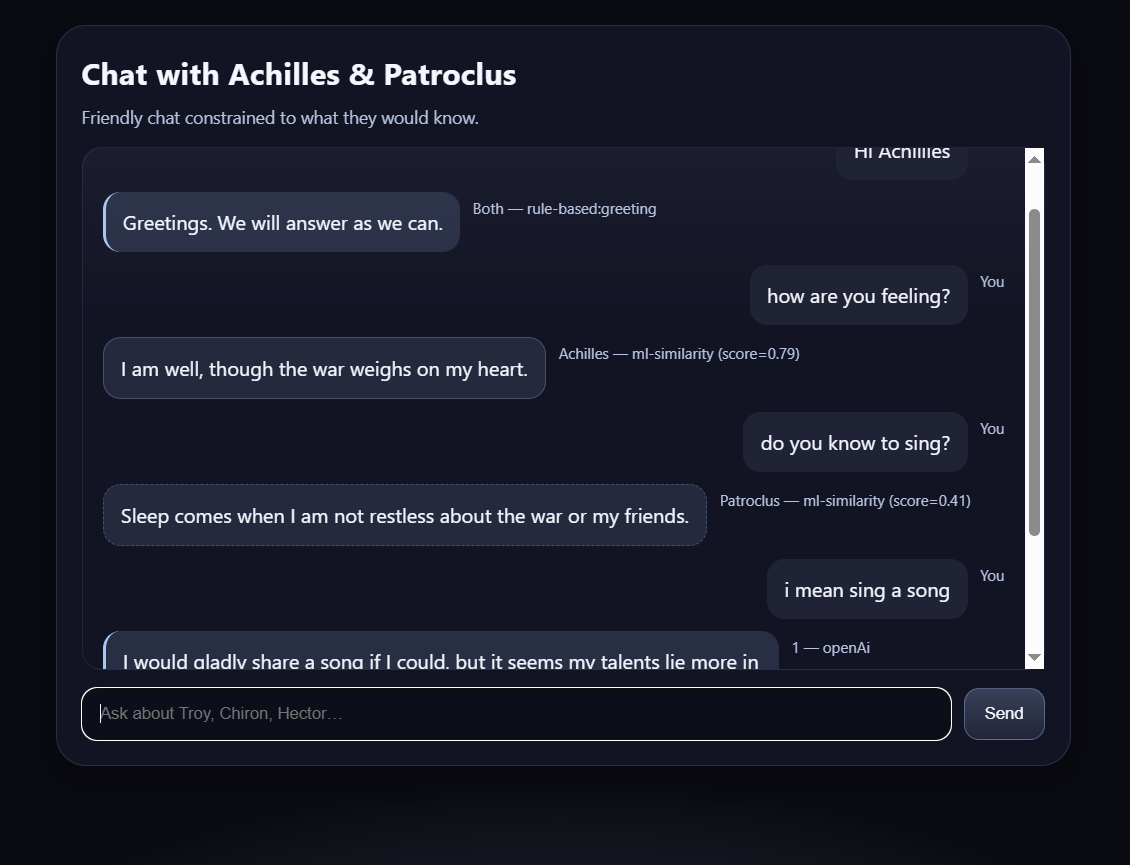 Chat with Achilles & Patroclus
Friendly chat constrained to what they would know.
Hi Achilles
Greetings. We will answer as we can.
Both — rule-based:greeting
how are you feeling?
You
I am well, though the war weighs on my heart.
Achilles — ml-similarity (score=0.79)
do you know to sing?
You
Sleep comes when I am not restless about the war or my friends.
Patroclus — ml-similarity (score=0.41)
i mean sing a song
You
I would gladly share a song if I could, but it seems my talents lie more in
1 — openAi
Ask about Troy, Chiron, Hector…
Send